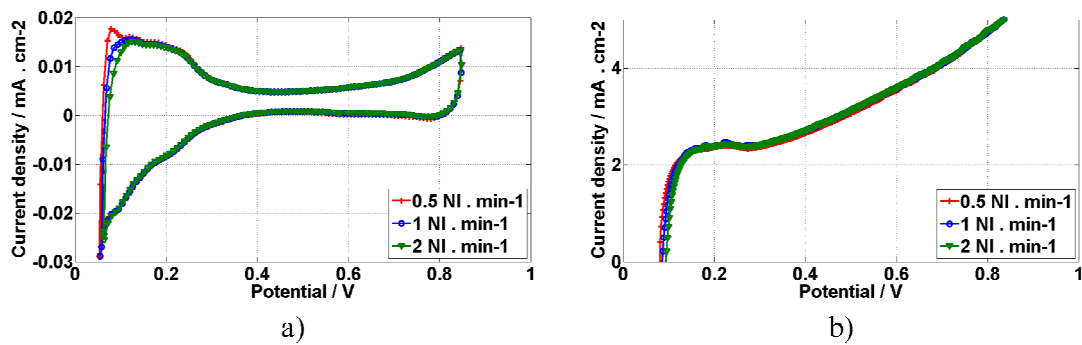 0.02
0.01
0
-0.01
-0.02
-0.03
Current density / mA . cm-2
0 0.2 0.4 0.6 0.8 1
Potential / V
0.5 Nl . min-1
1 Nl . min-1
2 Nl . min-1
a)
4
2
0
Current density / mA . cm-2
0 0.2 0.4 0.6 0.8 1
Potential / V
0.5 Nl . min-1
1 Nl . min-1
2 Nl . min-1
b)